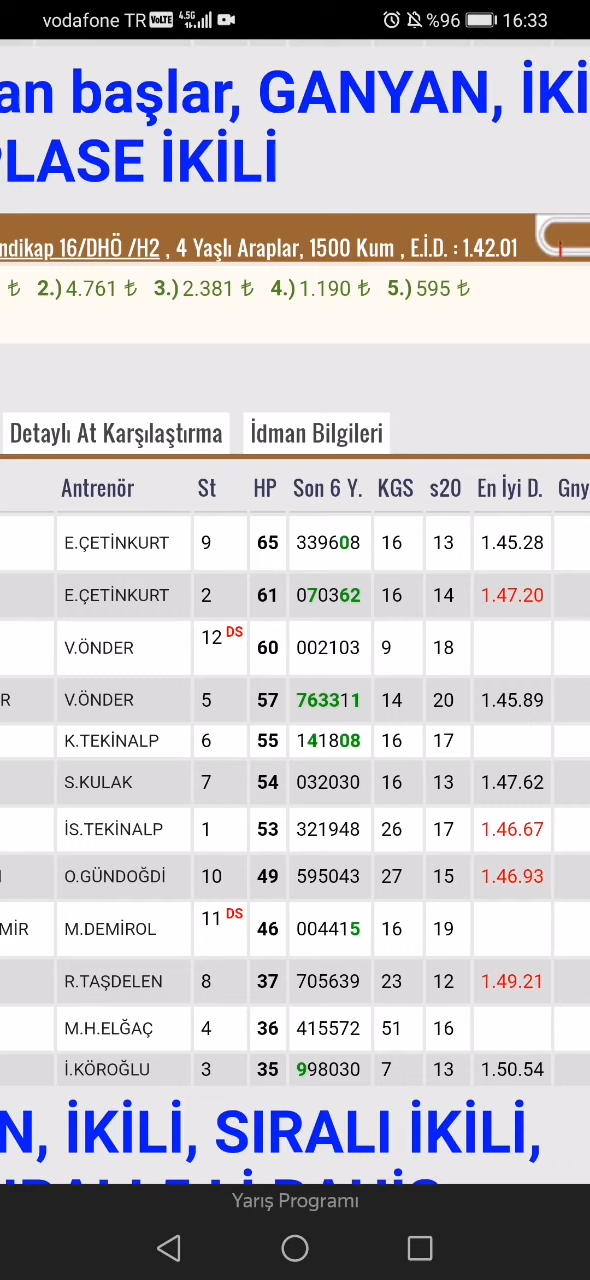 vodafone TR VoLTE 4.5G %96 16:33
an başlar, GANYAN, İKİ
PLASE İKİLİ
ndikap 16/DHÖ /H2 , 4 Yaşlı Araplar, 1500 Kum , E.İ.D. : 1.42.01
₺ 2.) 4.761 ₺ 3.) 2.381 ₺ 4.) 1.190 ₺ 5.) 595 ₺
Detaylı At Karşılaştırma İdman Bilgileri
Antrenör St HP Son 6 Y. KGS s20 En İyi D. Gny
E.ÇETİNKURT 9 65 339608 16 13 1.45.28
E.ÇETİNKURT 2 61 070362 16 14 1.47.20
V.ÖNDER 12 DS 60 002103 9 18
R V.ÖNDER 5 57 763311 14 20 1.45.89
K.TEKİNALP 6 55 141808 16 17
S.KULAK 7 54 032030 16 13 1.47.62
İS.TEKİNALP 1 53 321948 26 17 1.46.67
O.GÜNDOĞDİ 10 49 595043 27 15 1.46.93
MİR M.DEMİROL 11 DS 46 004415 16 19
R.TAŞDELEN 8 37 705639 23 12 1.49.21
M.H.ELĞAÇ 4 36 415572 51 16
İ.KÖROĞLU 3 35 998030 7 13 1.50.54
N, İKİLİ, SIRALI İKİLİ,
Yarış Programı